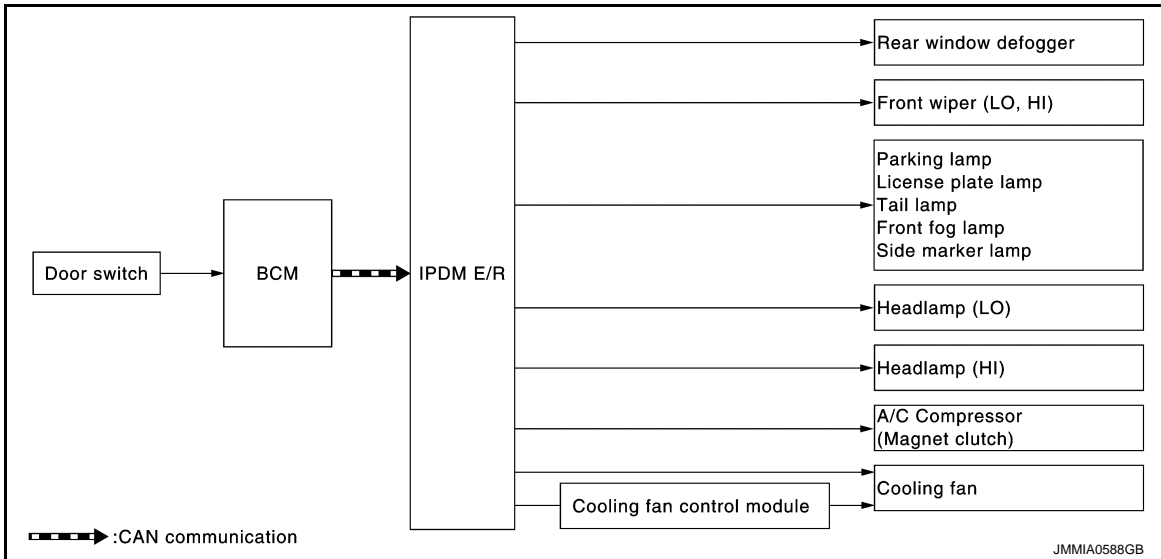 Rear window defogger
Front wiper (LO, HI)
Parking lamp
License plate lamp
Tail lamp
Front fog lamp
Side marker lamp
Door switch
BCM
IPDM E/R
Headlamp (LO)
Headlamp (HI)
A/C Compressor
(Magnet clutch)
Cooling fan
Cooling fan control module
:CAN communication
JMMIA0588GB